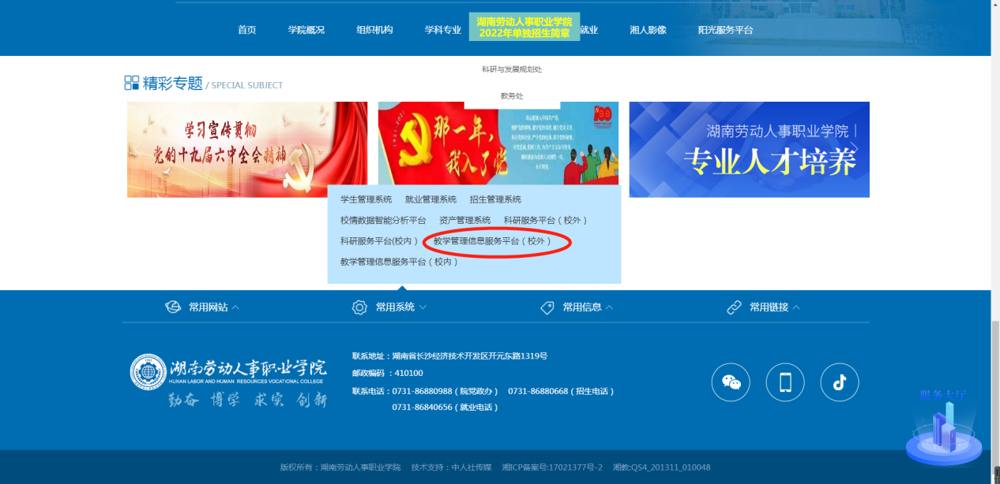 首页 学院概况 组织机构 学科专业 就业 湘人影像 阳光服务平台
湖南劳动人事职业学院
2022年单独招生简章
科研与发展规划处
教务处
精彩专题 / SPECIAL SUBJECT
学习宣传贯彻
党的十九届六中全会精神
那一年,
我入了党
湖南劳动人事职业学院
专业人才培养
学生管理系统 就业管理系统 招生管理系统
校情数据智能分析平台 资产管理系统 科研服务平台(校外)
科研服务平台(校内) 教学管理信息服务平台(校外)
教学管理信息服务平台(校内)
常用网站 常用系统 常用信息 常用链接
湖南劳动人事职业学院
HUNAN LABOR AND HUMAN RESOURCES VOCATIONAL COLLEGE
勤奋 博学 求实 创新
联系地址:湖南省长沙经济技术开发区开元东路1319号
邮政编码 :410100
联系电话:0731-86880988(院党政办) 0731-86880668(招生电话)
0731-86840656(就业电话)
服务大厅
版权所有:湖南劳动人事职业学院 技术支持:中人社传媒 湘ICP备案号:17021377号-2 湘教:QS4_201311_010048